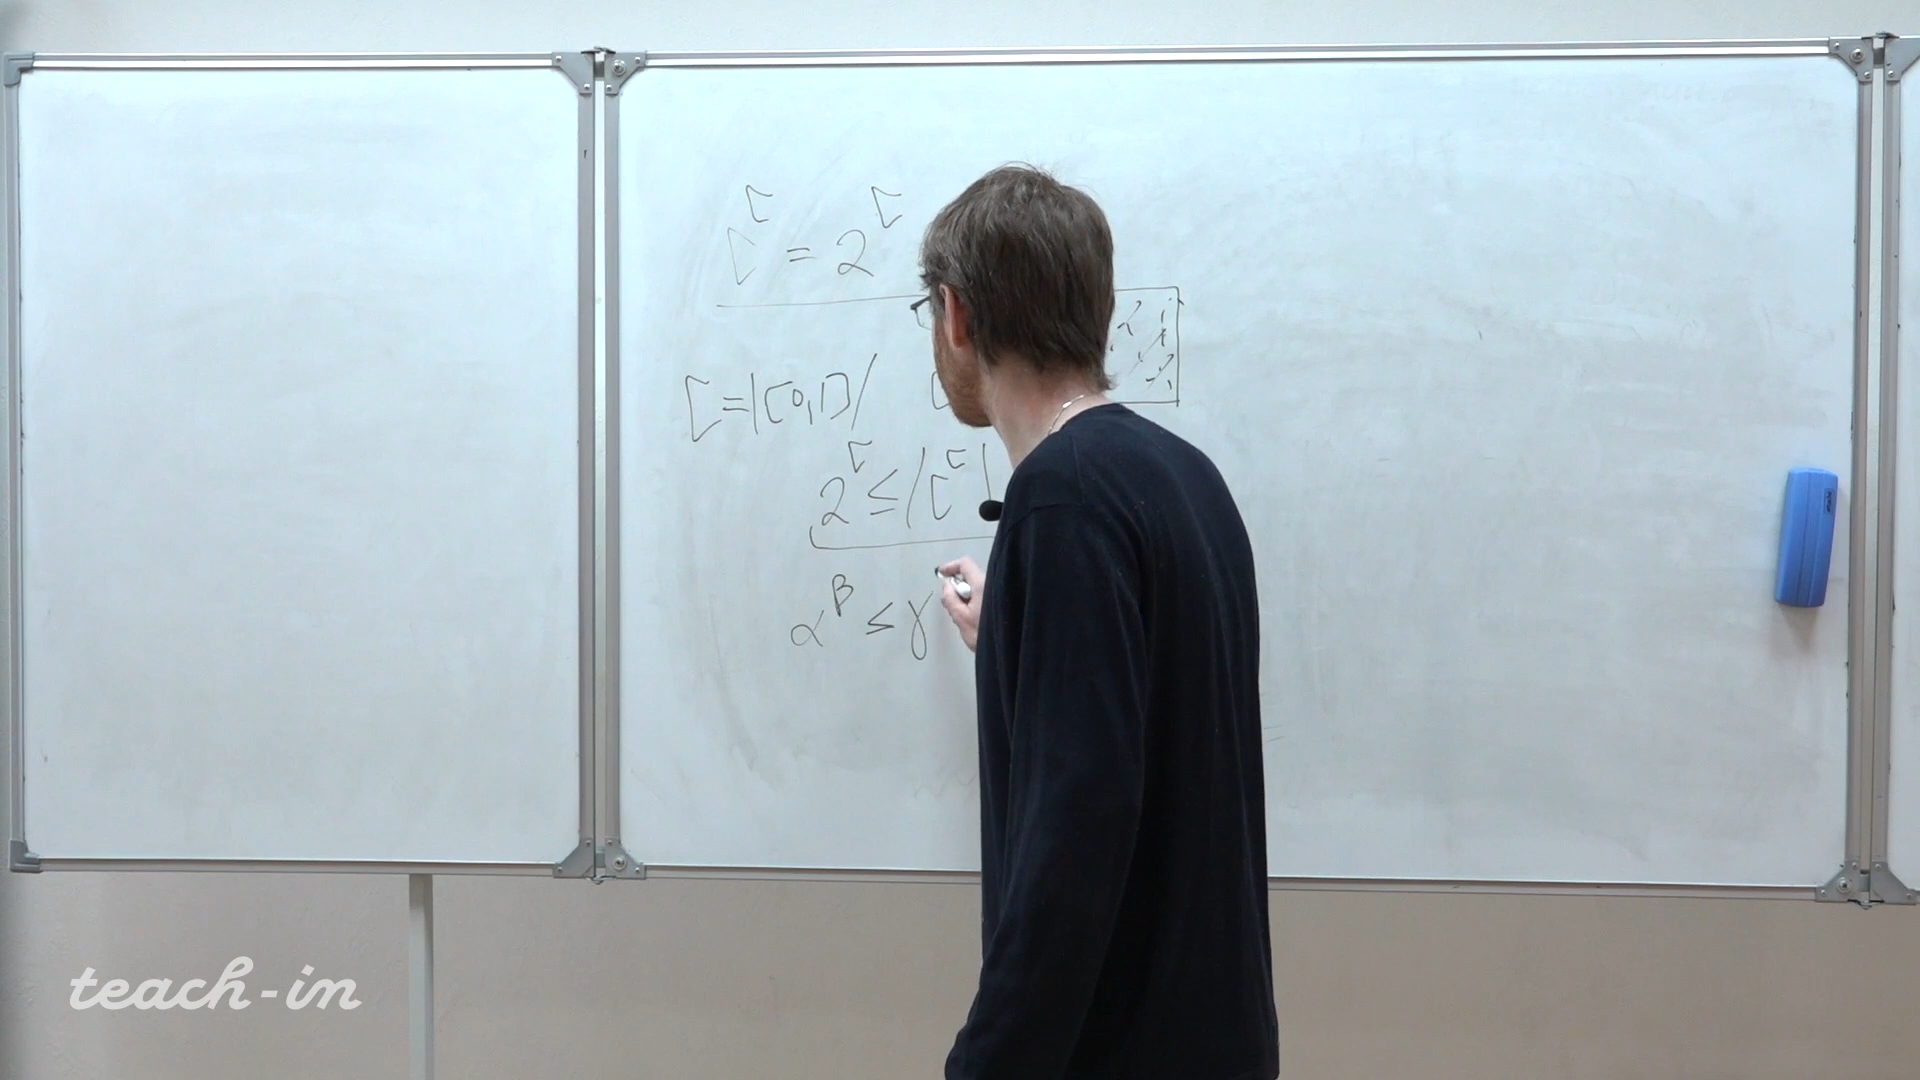 𝔠^𝔠 = 2^𝔠
𝔠 = |[0,1]|
2^𝔠 ≤ |𝔠^𝔠|
α^β ≤ γ
teach-in